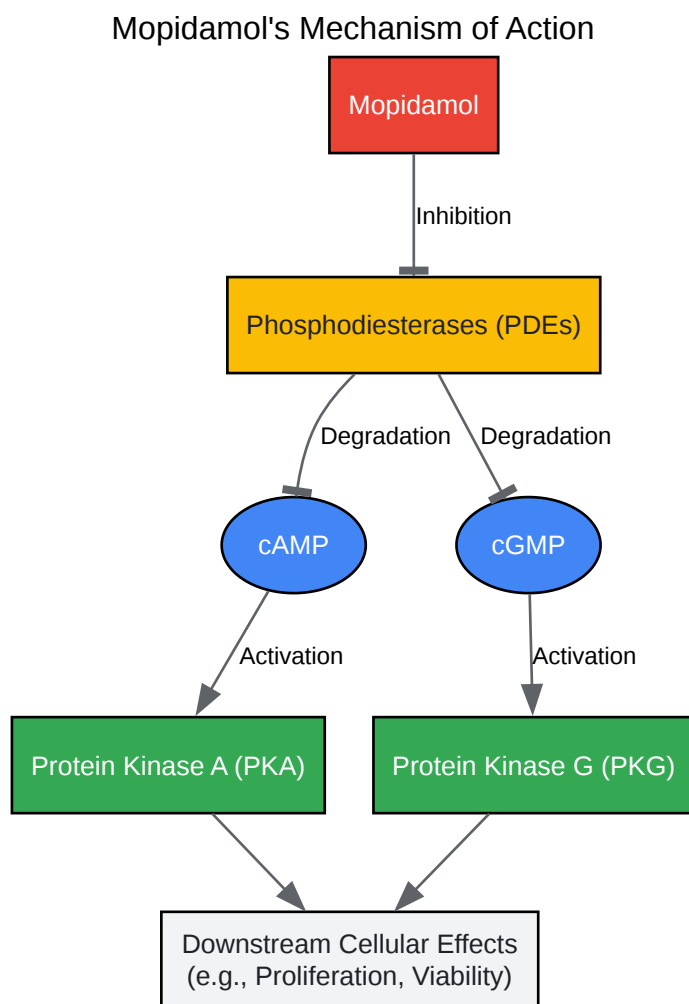 Mopidamol's Mechanism of Action
Mopidamol
Inhibition
Phosphodiesterases (PDEs)
Degradation
Degradation
cAMP
cGMP
Activation
Activation
Protein Kinase A (PKA)
Protein Kinase G (PKG)
Downstream Cellular Effects
(e.g., Proliferation, Viability)